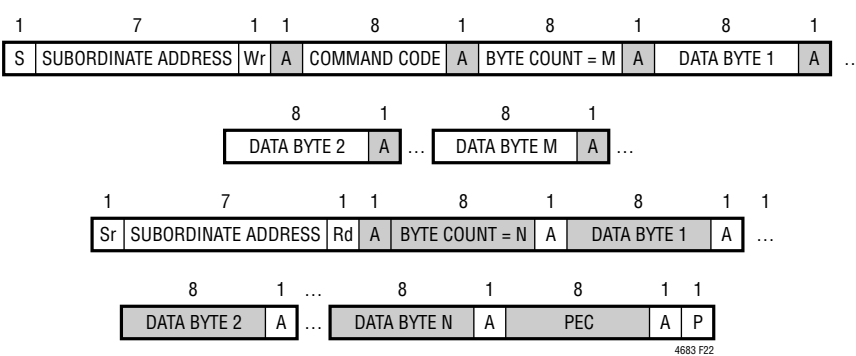 1 7 1 1 8 1 8 1 8 1
S SUBORDINATE ADDRESS Wr A COMMAND CODE A BYTE COUNT = M A DATA BYTE 1 A …
8 1 8 1
DATA BYTE 2 A … DATA BYTE M A …
1 7 1 1 8 1 8 1 1
Sr SUBORDINATE ADDRESS Rd A BYTE COUNT = N A DATA BYTE 1 A …
8 1 … 8 1 8 1 1
DATA BYTE 2 A … DATA BYTE N A PEC A P
4683 F22